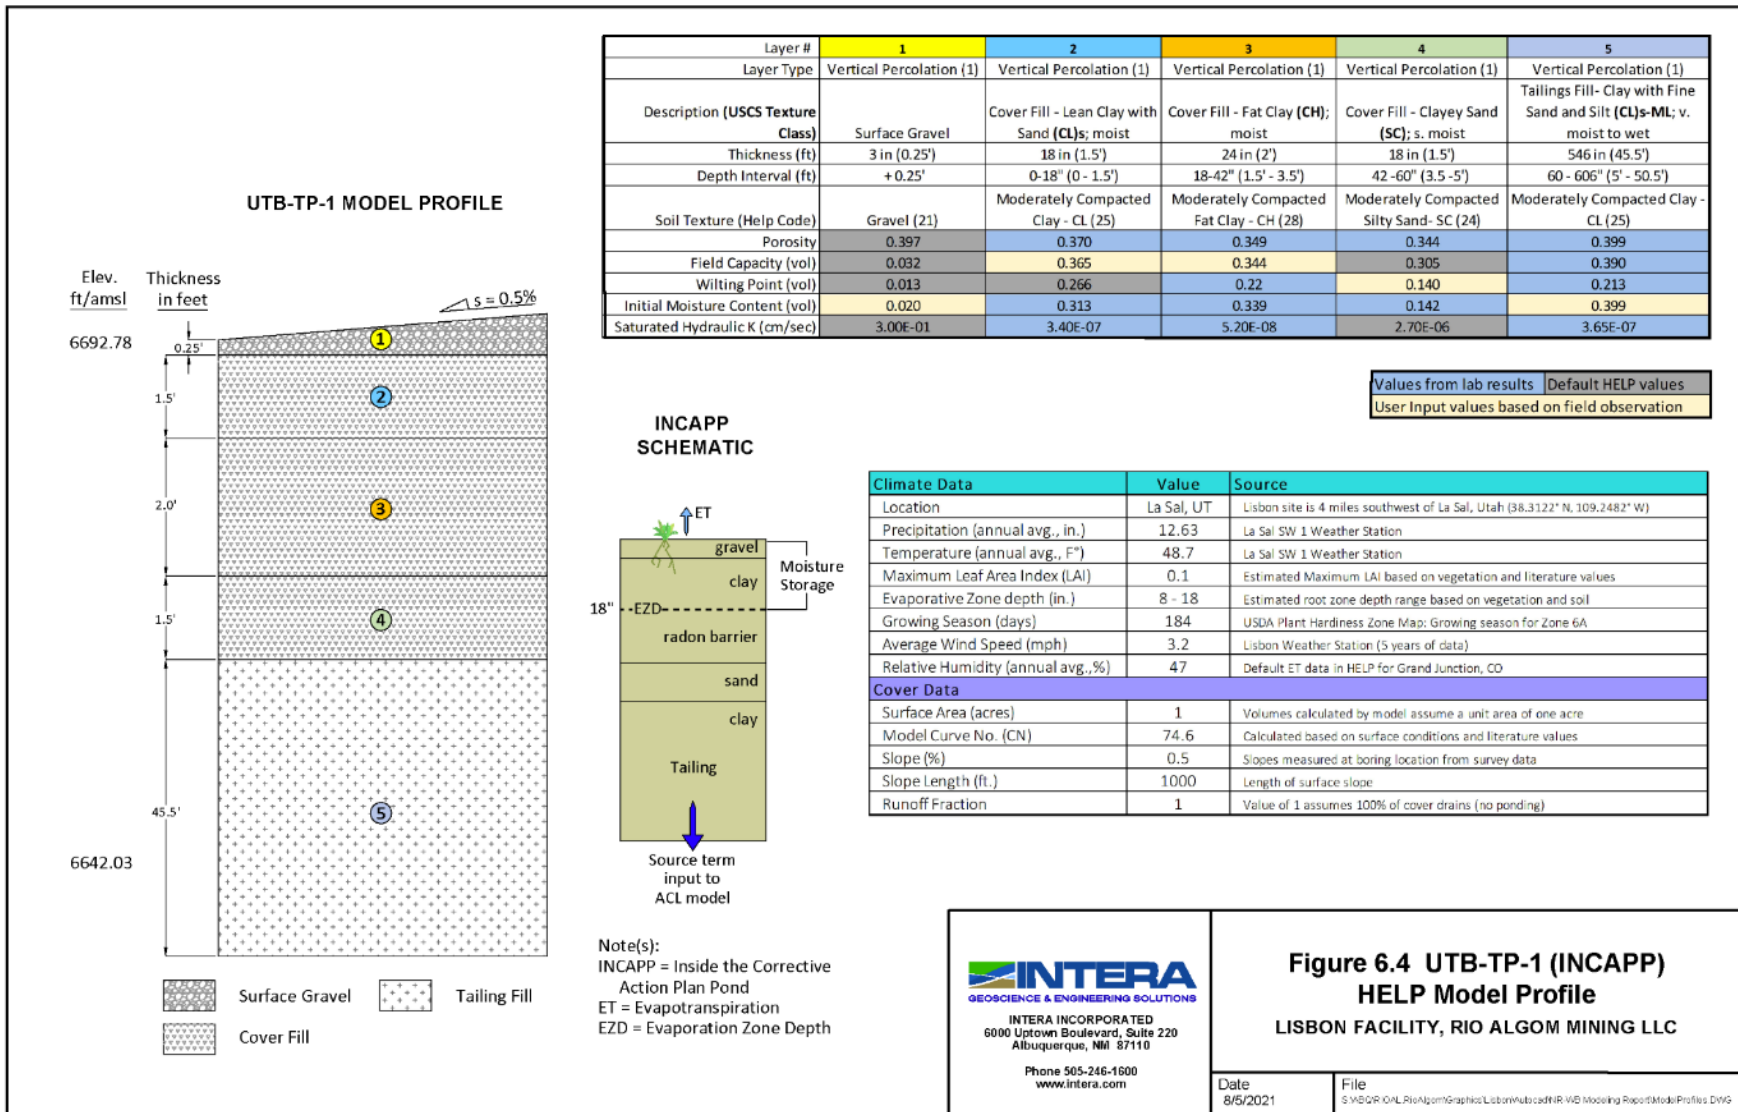 Layer # 1 2 3 4 5
Layer Type Vertical Percolation (1) Vertical Percolation (1) Vertical Percolation (1) Vertical Percolation (1) Vertical Percolation (1)
Description (USCS Texture Class) Surface Gravel Cover Fill - Lean Clay with Sand (CL)s; moist Cover Fill - Fat Clay (CH); moist Cover Fill - Clayey Sand (SC); s. moist Tailings Fill- Clay with Fine Sand and Silt (CL)s-ML; v. moist to wet
Thickness (ft) 3 in (0.25') 18 in (1.5') 24 in (2') 18 in (1.5') 546 in (45.5')
Depth Interval (ft) + 0.25' 0-18" (0 - 1.5') 18-42" (1.5' - 3.5') 42-60" (3.5 -5') 60 - 606" (5' - 50.5')
Soil Texture (Help Code) Gravel (21) Moderately Compacted Clay - CL (25) Moderately Compacted Fat Clay - CH (28) Moderately Compacted Silty Sand- SC (24) Moderately Compacted Clay - CL (25)
Porosity 0.397 0.370 0.349 0.344 0.399
Field Capacity (vol) 0.032 0.365 0.344 0.305 0.390
Wilting Point (vol) 0.013 0.266 0.22 0.140 0.213
Initial Moisture Content (vol) 0.020 0.313 0.339 0.142 0.399
Saturated Hydraulic K (cm/sec) 3.00E-01 3.40E-07 5.20E-08 2.70E-06 3.65E-07
Values from lab results Default HELP values
User Input values based on field observation
UTB-TP-1 MODEL PROFILE
Elev. ft/amsl
Thickness in feet
s = 0.5%
6692.78
0.25'
1
1.5'
2
2.0'
3
1.5'
4
45.5'
5
6642.03
Surface Gravel
Tailing Fill
Cover Fill
INCAPP
SCHEMATIC
ET
gravel
clay
Moisture
Storage
18" EZD
radon barrier
sand
clay
Tailing
Source term
input to
ACL model
Note(s):
INCAPP = Inside the Corrective
Action Plan Pond
ET = Evapotranspiration
EZD = Evaporation Zone Depth
Climate Data Value Source
Location La Sal, UT Lisbon site is 4 miles southwest of La Sal, Utah (38.3122° N, 109.2482° W)
Precipitation (annual avg., in.) 12.63 La Sal SW 1 Weather Station
Temperature (annual avg., F°) 48.7 La Sal SW 1 Weather Station
Maximum Leaf Area Index (LAI) 0.1 Estimated Maximum LAI based on vegetation and literature values
Evaporative Zone depth (in.) 8 - 18 Estimated root zone depth range based on vegetation and soil
Growing Season (days) 184 USDA Plant Hardiness Zone Map: Growing season for Zone 6A
Average Wind Speed (mph) 3.2 Lisbon Weather Station (5 years of data)
Relative Humidity (annual avg.,%) 47 Default ET data in HELP for Grand Junction, CO
Cover Data
Surface Area (acres) 1 Volumes calculated by model assume a unit area of one acre
Model Curve No. (CN) 74.6 Calculated based on surface conditions and literature values
Slope (%) 0.5 Slopes measured at boring location from survey data
Slope Length (ft.) 1000 Length of surface slope
Runoff Fraction 1 Value of 1 assumes 100% of cover drains (no ponding)
INTERA
GEOSCIENCE & ENGINEERING SOLUTIONS
INTERA INCORPORATED
6000 Uptown Boulevard, Suite 220
Albuquerque, NM 87110
Phone 505-246-1600
www.intera.com
Figure 6.4 UTB-TP-1 (INCAPP)
HELP Model Profile
LISBON FACILITY, RIO ALGOM MINING LLC
Date
8/5/2021
File